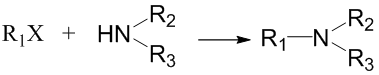 R₁X + HN R₂ R₃ R₁ N R₂ R₃